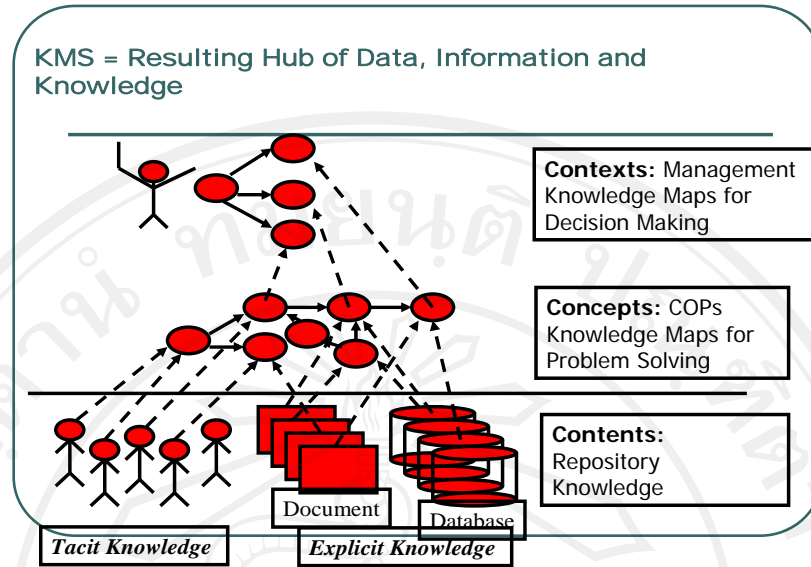 KMS = Resulting Hub of Data, Information and
Knowledge
Contexts: Management
Knowledge Maps for
Decision Making
Concepts: COPs
Knowledge Maps for
Problem Solving
Contents:
Repository
Knowledge
Document
Database
Tacit Knowledge
Explicit Knowledge